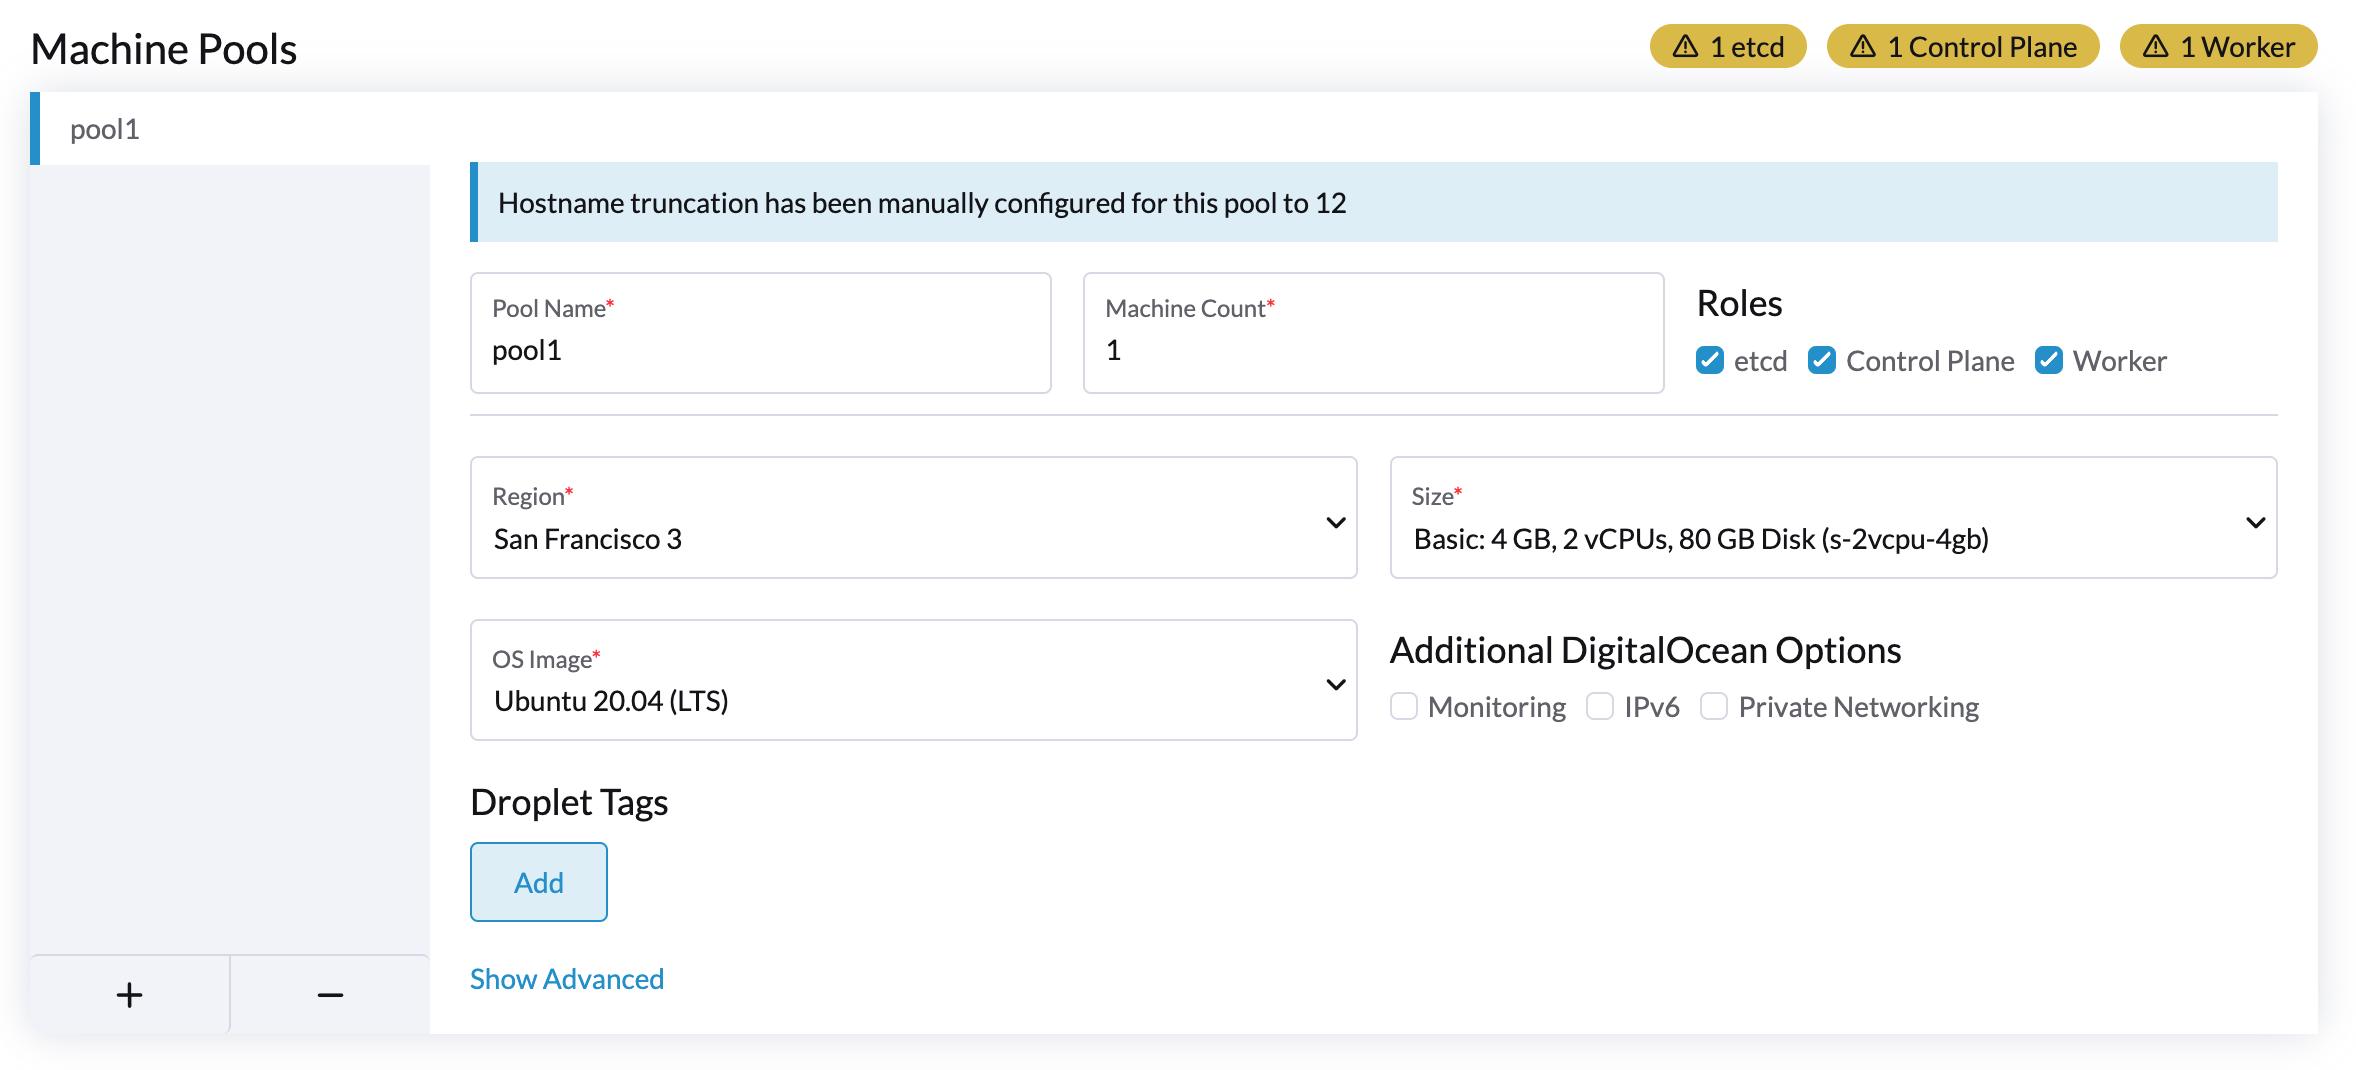 Machine Pools
1 etcd
1 Control Plane
1 Worker
pool1
Hostname truncation has been manually configured for this pool to 12
Pool Name*
pool1
Machine Count*
1
Roles
etcd
Control Plane
Worker
Region*
San Francisco 3
Size*
Basic: 4 GB, 2 vCPUs, 80 GB Disk (s-2vcpu-4gb)
OS Image*
Ubuntu 20.04 (LTS)
Additional DigitalOcean Options
Monitoring
IPv6
Private Networking
Droplet Tags
Add
Show Advanced